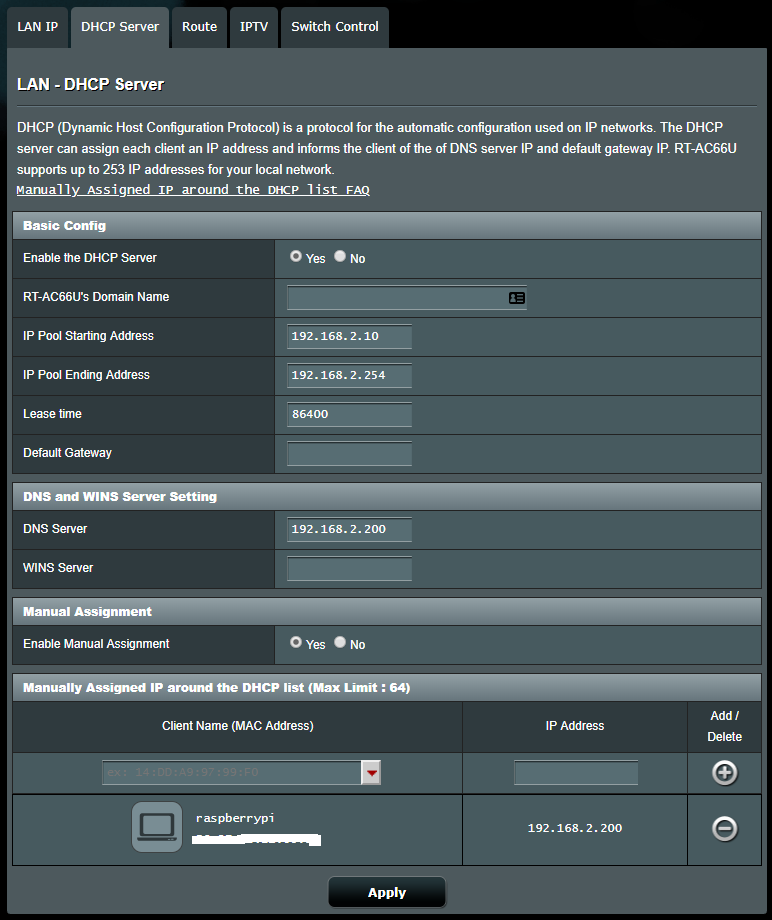 LAN IP
DHCP Server
Route
IPTV
Switch Control
LAN - DHCP Server
DHCP (Dynamic Host Configuration Protocol) is a protocol for the automatic configuration used on IP networks. The DHCP
server can assign each client an IP address and informs the client of the of DNS server IP and default gateway IP. RT-AC66U
supports up to 253 IP addresses for your local network.
Manually Assigned IP around the DHCP list FAQ
Basic Config
Enable the DHCP Server Yes No
RT-AC66U's Domain Name
IP Pool Starting Address 192.168.2.10
IP Pool Ending Address 192.168.2.254
Lease time 86400
Default Gateway
DNS and WINS Server Setting
DNS Server 192.168.2.200
WINS Server
Manual Assignment
Enable Manual Assignment Yes No
Manually Assigned IP around the DHCP list (Max Limit : 64)
Client Name (MAC Address) IP Address Add /
Delete
ex: 14:DD:A9:97:99:F0
raspberrypi
192.168.2.200
Apply